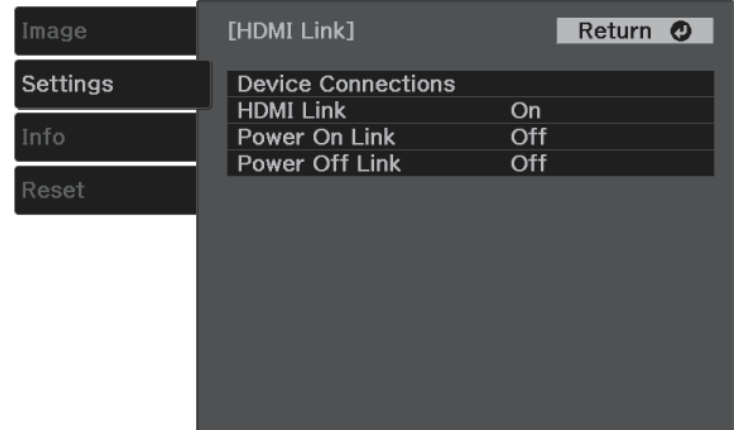 Image
Settings
Info
Reset
[HDMI Link]
Return
Device Connections
HDMI Link On
Power On Link Off
Power Off Link Off